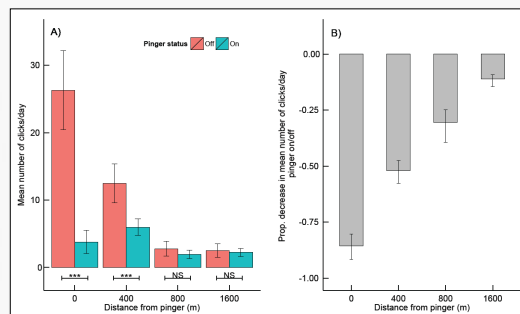 A)
Pinger status Off On
Mean number of clicks/day
30
20
10
0
*** *** NS NS
0 400 800 1600
Distance from pinger (m)
B)
Prop. decrease in mean number of clicks/day
pinger on/off
0.00
-0.25
-0.50
-0.75
-1.00
0 400 800 1600
Distance from pinger (m)